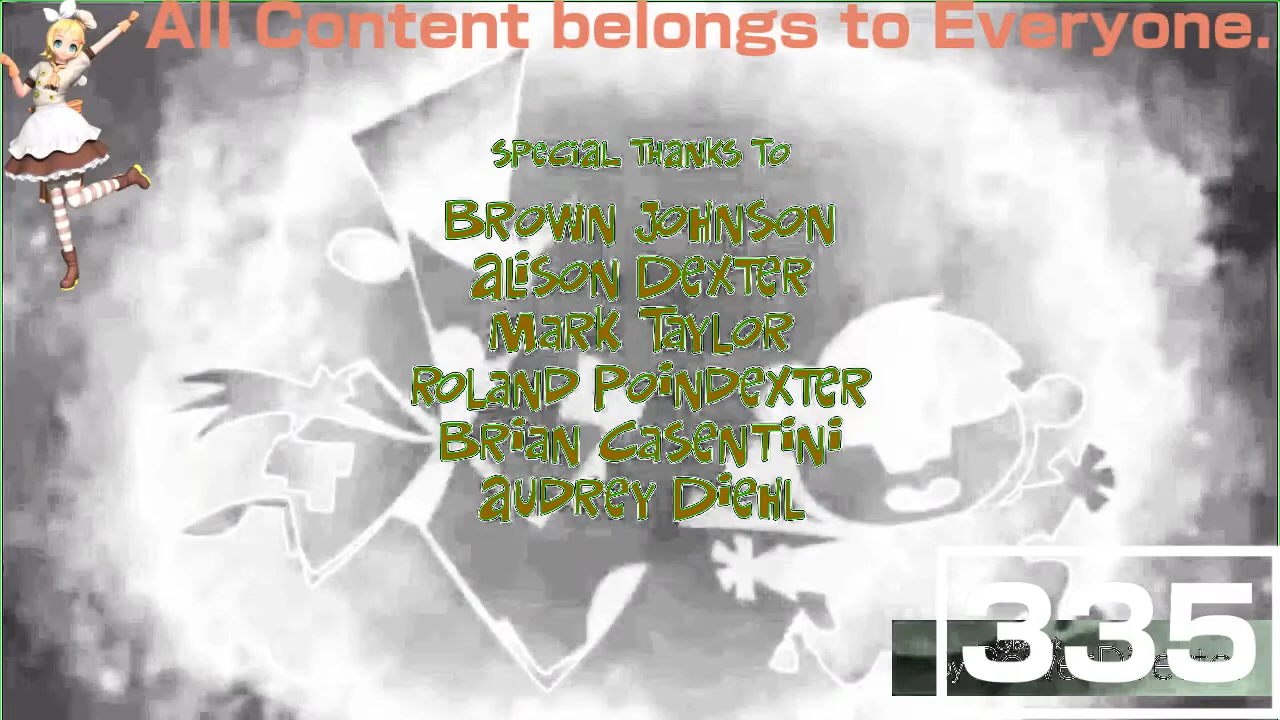 All Content belongs to Everyone.
Special Thanks To
Brown Johnson
Alison Dexter
Mark Taylor
Roland Poindexter
Brian Casentini
Audrey Diehl
335